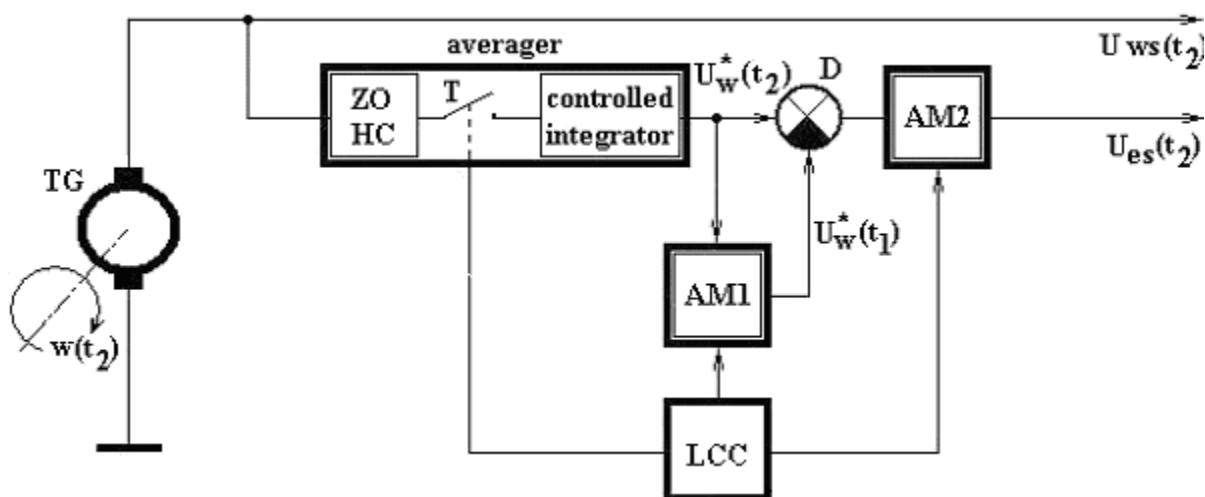 U ws(t2)
averager
ZO
HC
T
controlled
integrator
U*w(t2)
D
AM2
Ues(t2)
TG
U*w(t1)
AM1
w(t2)
LCC